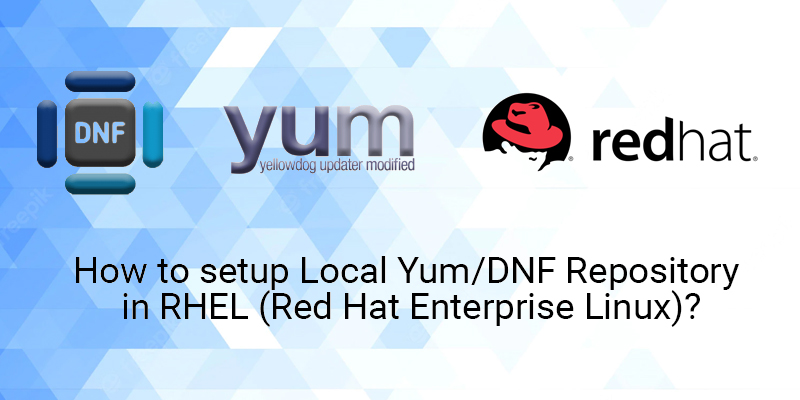 DNF
yum
yellowdog updater modified
redhat.
How to setup Local Yum/DNF Repository
in RHEL (Red Hat Enterprise Linux)?
freepik